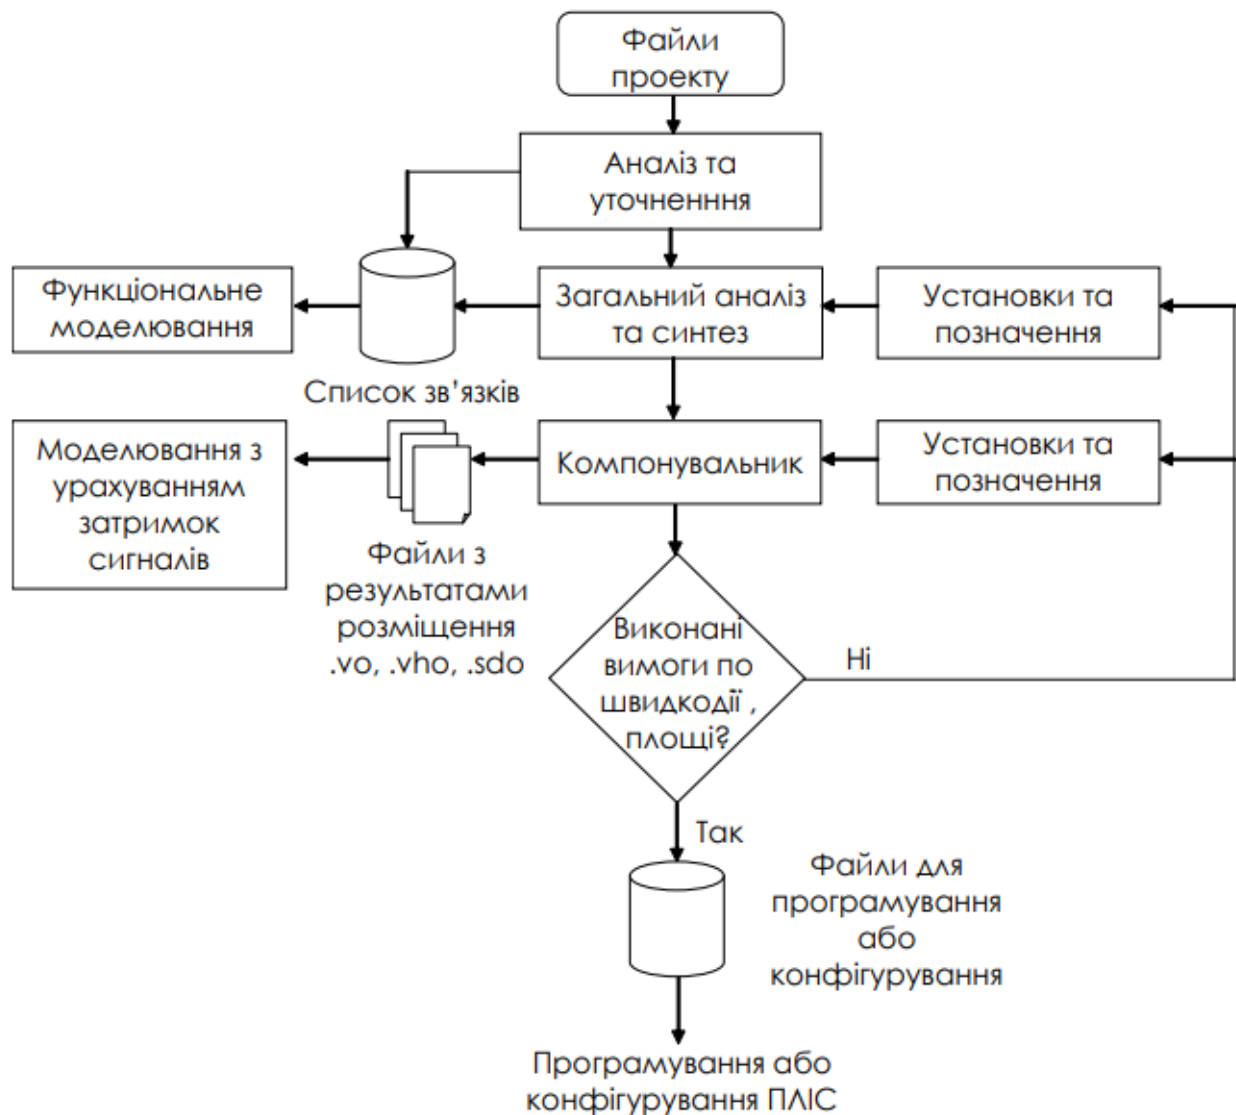 Файли
проекту
Аналіз та
уточненння
Функціональне
моделювання
Загальний аналіз
та синтез
Установки та
позначення
Список зв’язків
Моделювання з
урахуванням
затримок
сигналів
Компонувальник
Установки та
позначення
Файли з
результатами
розміщення
.vo, .vho, .sdo
Виконані
вимоги по
швидкодії ,
площі?
Ні
Так
Файли для
програмування
або
конфігурування
Програмування або
конфігурування ПЛІС